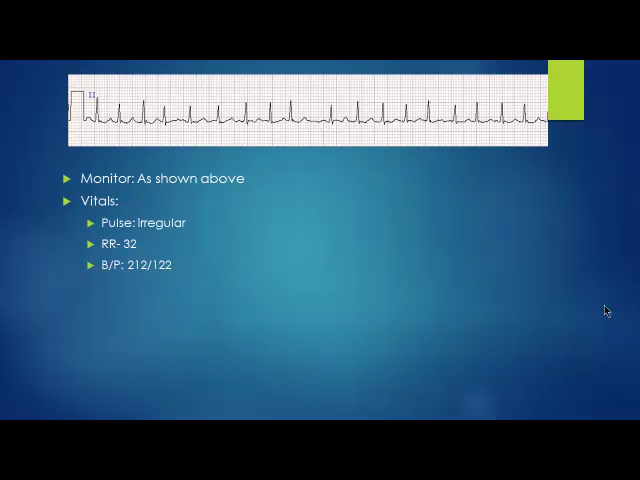 II
Monitor: As shown above
Vitals:
Pulse: irregular
RR- 32
B/P: 212/122